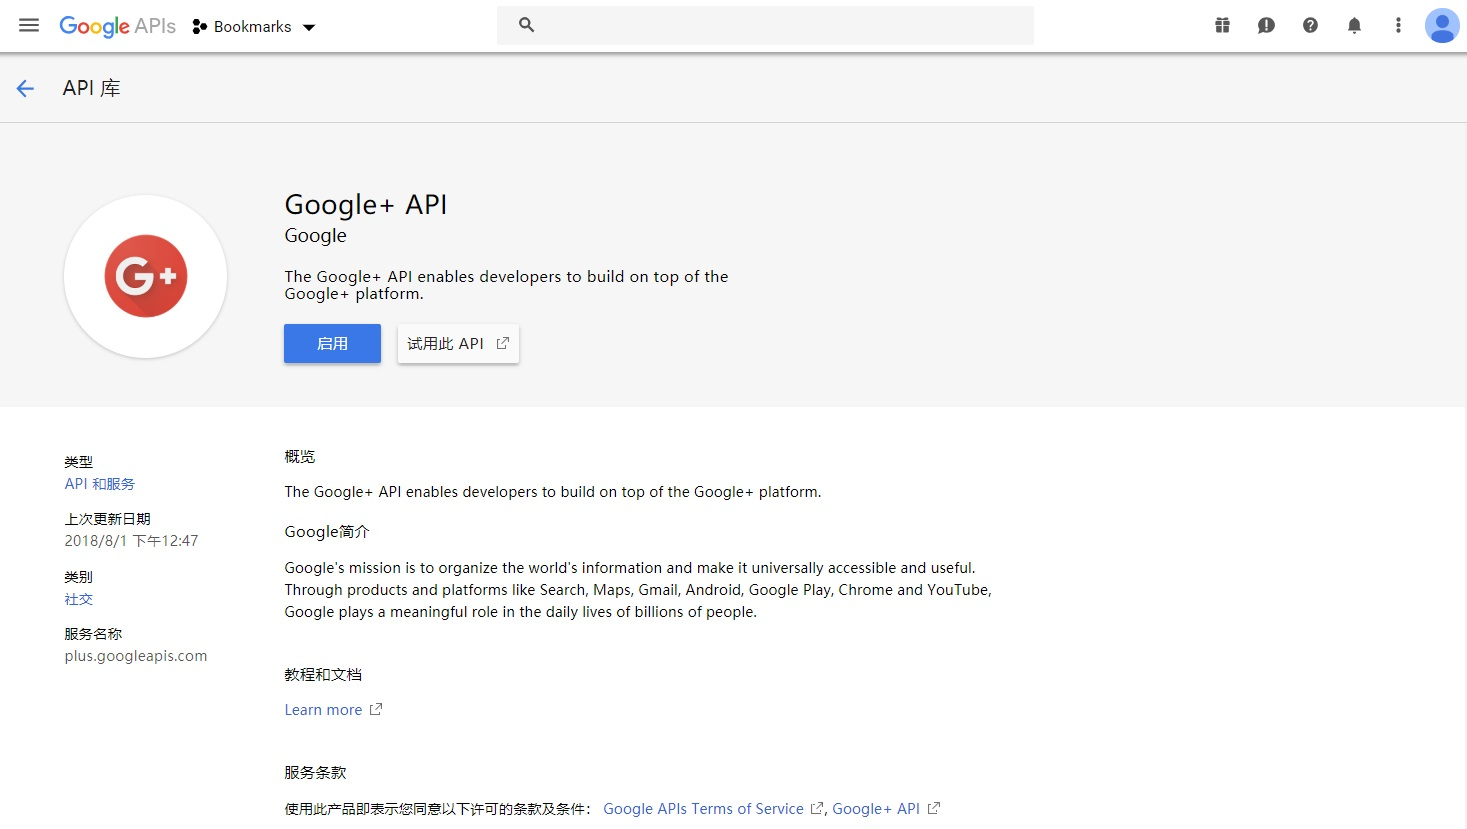 Google APIs Bookmarks
API 库
Google+ API
Google
The Google+ API enables developers to build on top of the
Google+ platform.
启用 试用此 API
G+
类型
API 和服务
上次更新日期
2018/8/1 下午12:47
类别
社交
服务名称
plus.googleapis.com
概览
The Google+ API enables developers to build on top of the Google+ platform.
Google简介
Google's mission is to organize the world's information and make it universally accessible and useful.
Through products and platforms like Search, Maps, Gmail, Android, Google Play, Chrome and YouTube,
Google plays a meaningful role in the daily lives of billions of people.
教程和文档
Learn more
服务条款
使用此产品即表示您同意以下许可的条款及条件： Google APIs Terms of Service , Google+ API